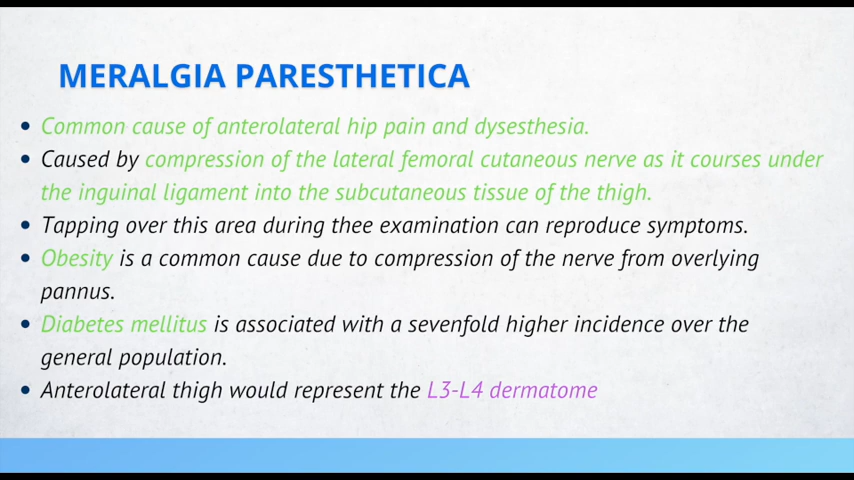 MERALGIA PARESTHETICA
• Common cause of anterolateral hip pain and dysesthesia.
• Caused by compression of the lateral femoral cutaneous nerve as it courses under
the inguinal ligament into the subcutaneous tissue of the thigh.
• Tapping over this area during thee examination can reproduce symptoms.
• Obesity is a common cause due to compression of the nerve from overlying
pannus.
• Diabetes mellitus is associated with a sevenfold higher incidence over the
general population.
• Anterolateral thigh would represent the L3-L4 dermatome